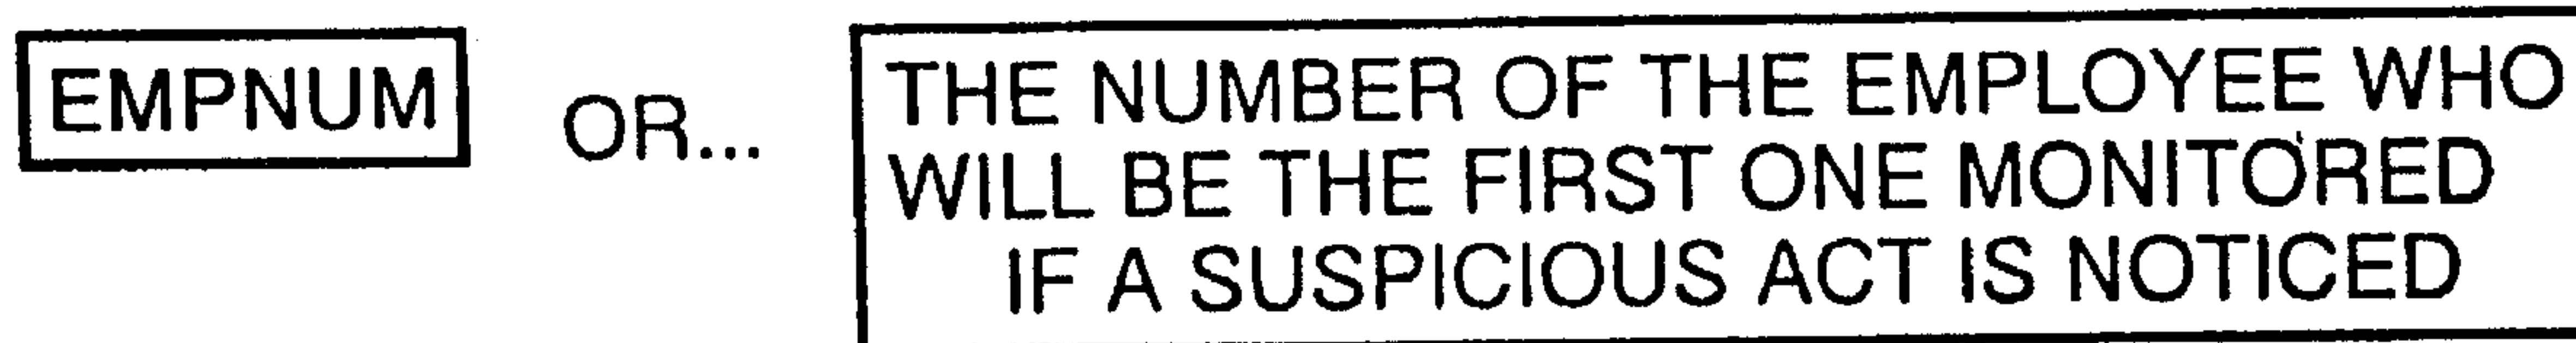 EMPNUM
OR...
THE NUMBER OF THE EMPLOYEE WHO
WILL BE THE FIRST ONE MONITORED
IF A SUSPICIOUS ACT IS NOTICED